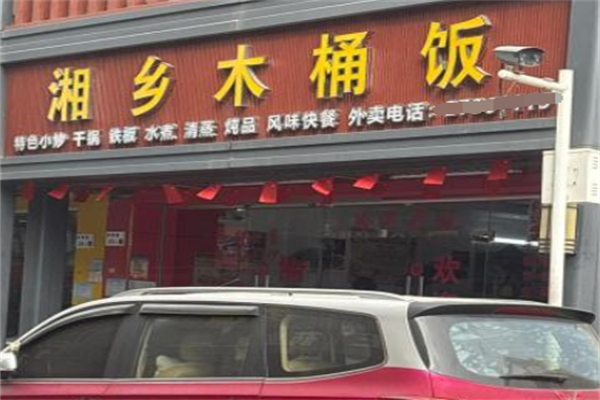 湘乡木桶饭
特色小炒 干锅 铁板 水煮 清蒸 炖品 风味快餐 外卖电话:
欢